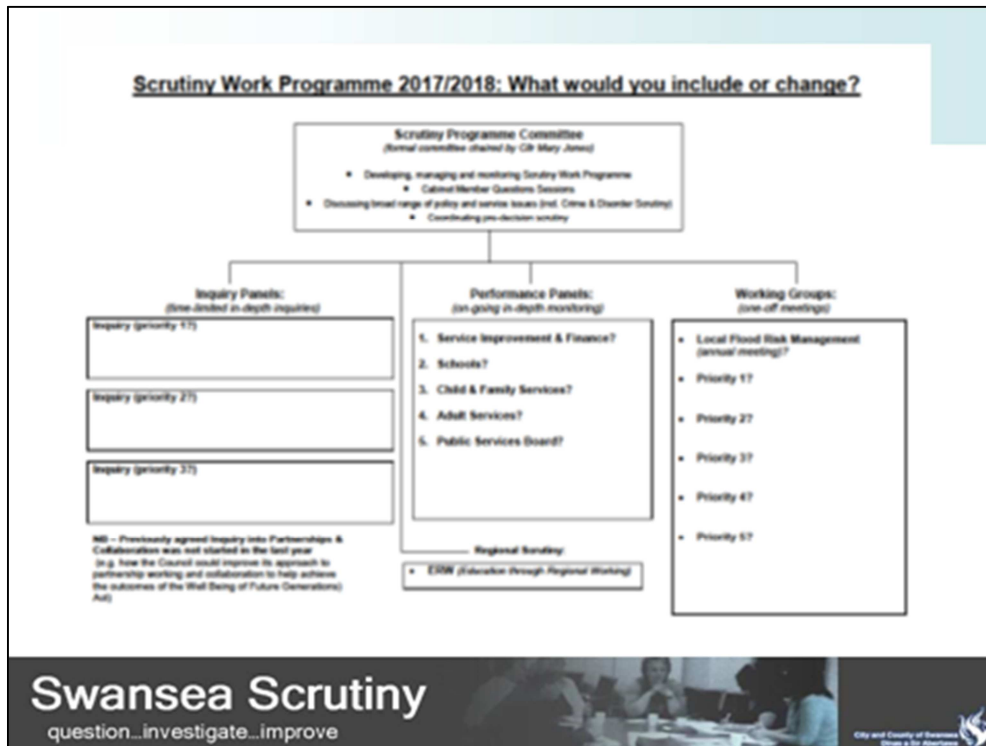 Scrutiny Work Programme 2017/2018: What would you include or change?
Scrutiny Programme Committee
(formal committee chaired by Cllr Mary Jones)
• Developing, managing and monitoring Scrutiny Work Programme
• Cabinet Member Questions Sessions
• Discussing broad range of policy and service issues (incl. Crime & Disorder Scrutiny)
• Coordinating pre-decision scrutiny
Inquiry Panels:
(time-limited in-depth inquiries)
Inquiry (priority 1?)
Inquiry (priority 2?)
Inquiry (priority 3?)
NB – Previously agreed Inquiry into Partnerships &
Collaboration was not started in the last year
(e.g. how the Council could improve its approach to
partnership working and collaboration to help achieve
the outcomes of the Well Being of Future Generations)
Act)
Performance Panels:
(on-going in-depth monitoring)
1. Service Improvement & Finance?
2. Schools?
3. Child & Family Services?
4. Adult Services?
5. Public Services Board?
Regional Scrutiny:
• ERW (Education through Regional Working)
Working Groups:
(one-off meetings)
• Local Flood Risk Management
(annual meeting)?
• Priority 1?
• Priority 2?
• Priority 3?
• Priority 4?
• Priority 5?
Swansea Scrutiny
question...investigate...improve
City and County of Swansea
Dinas a Sir Abertawe